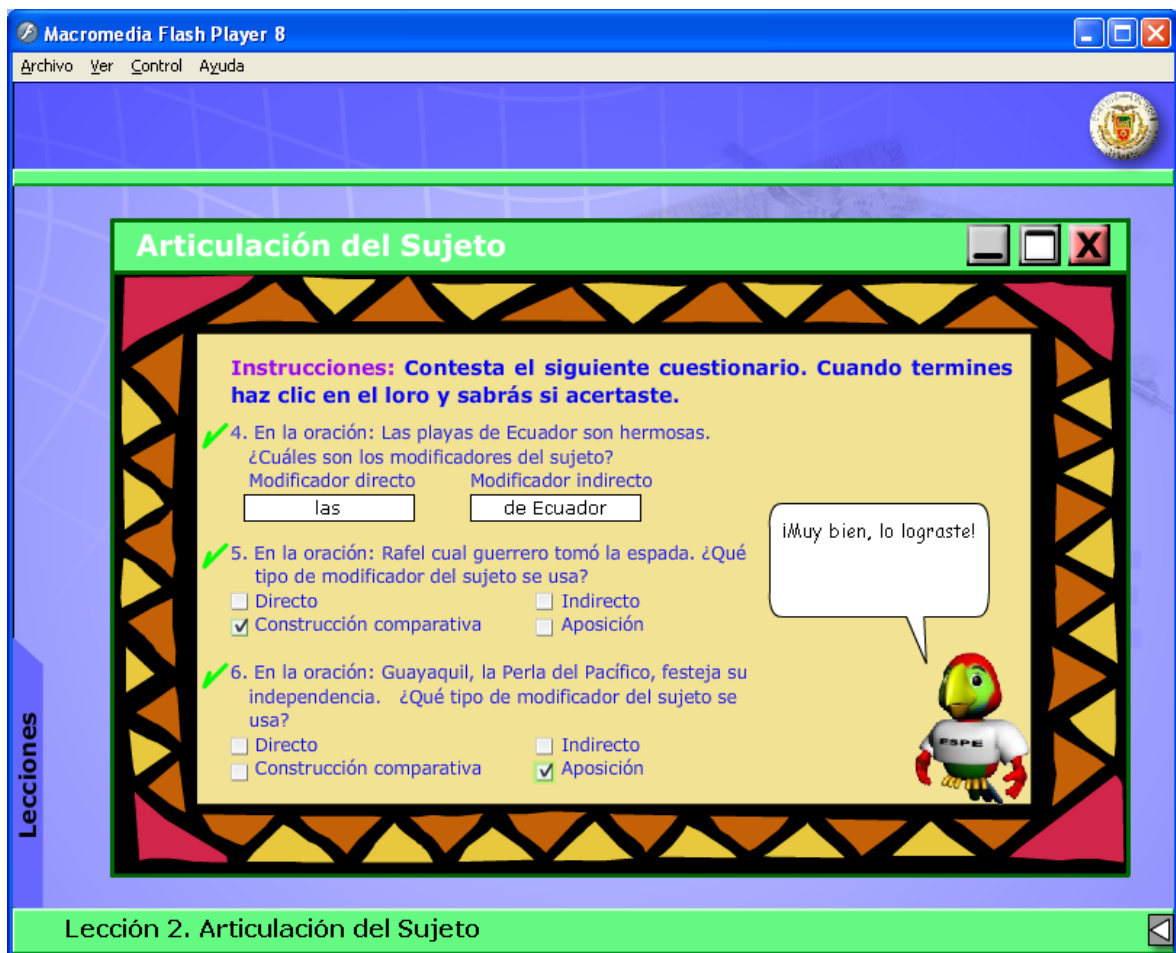 Macromedia Flash Player 8
Archivo Ver Control Ayuda
Articulación del Sujeto
Instrucciones: Contesta el siguiente cuestionario. Cuando termines
haz clic en el loro y sabrás si acertaste.
4. En la oración: Las playas de Ecuador son hermosas.
¿Cuáles son los modificadores del sujeto?
Modificador directo Modificador indirecto
las de Ecuador
5. En la oración: Rafel cual guerrero tomó la espada. ¿Qué
tipo de modificador del sujeto se usa?
Directo Indirecto
Construcción comparativa Aposición
6. En la oración: Guayaquil, la Perla del Pacífico, festeja su
independencia. ¿Qué tipo de modificador del sujeto se
usa?
Directo Indirecto
Construcción comparativa Aposición
¡Muy bien, lo lograste!
ESPE
Lecciones
Lección 2. Articulación del Sujeto